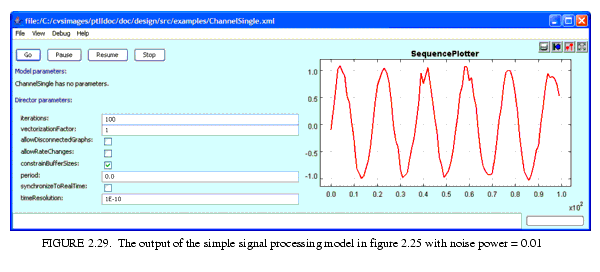 file:/C:/cvsimages/ptIIdoc/doc/design/src/examples/ChannelSingle.xml
File View Debug Help
Go Pause Resume Stop
Model parameters:
ChannelSingle has no parameters.
Director parameters:
iterations: 100
vectorizationFactor: 1
allowDisconnectedGraphs:
allowRateChanges:
constrainBufferSizes:
period: 0.0
synchronizeToRealTime:
timeResolution: 1E-10
SequencePlotter
1.0
0.5
0.0
-0.5
-1.0
0.0 0.1 0.2 0.3 0.4 0.5 0.6 0.7 0.8 0.9 1.0
x10^2
FIGURE 2.29. The output of the simple signal processing model in figure 2.25 with noise power = 0.01